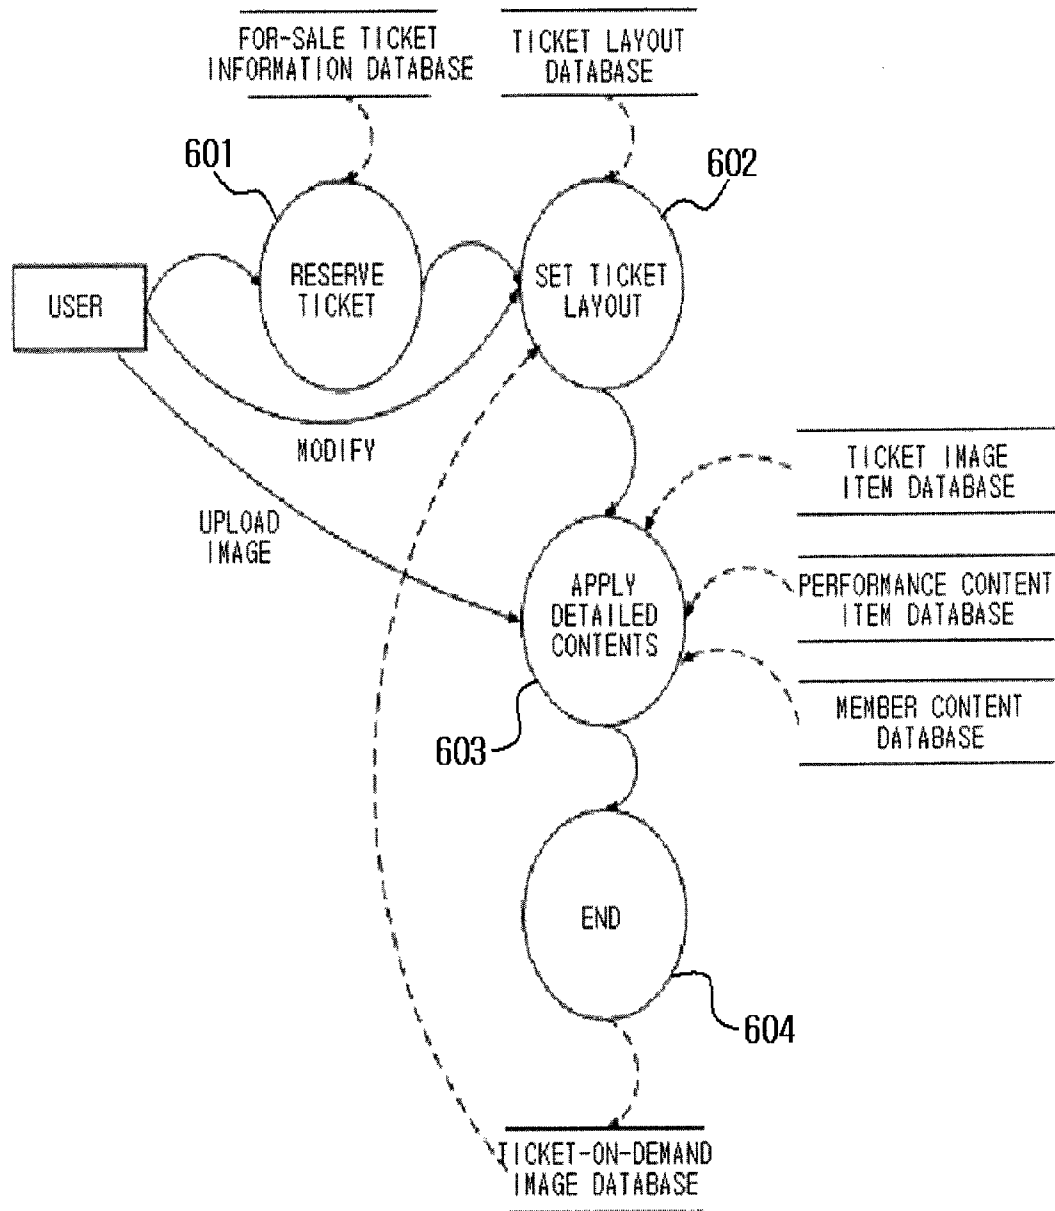 FOR-SALE TICKET
INFORMATION DATABASE
TICKET LAYOUT
DATABASE
601
602
RESERVE
TICKET
SET TICKET
LAYOUT
USER
MODIFY
TICKET IMAGE
ITEM DATABASE
UPLOAD
IMAGE
APPLY
DETAILED
CONTENTS
PERFORMANCE CONTENT
ITEM DATABASE
MEMBER CONTENT
DATABASE
603
END
604
TICKET-ON-DEMAND
IMAGE DATABASE